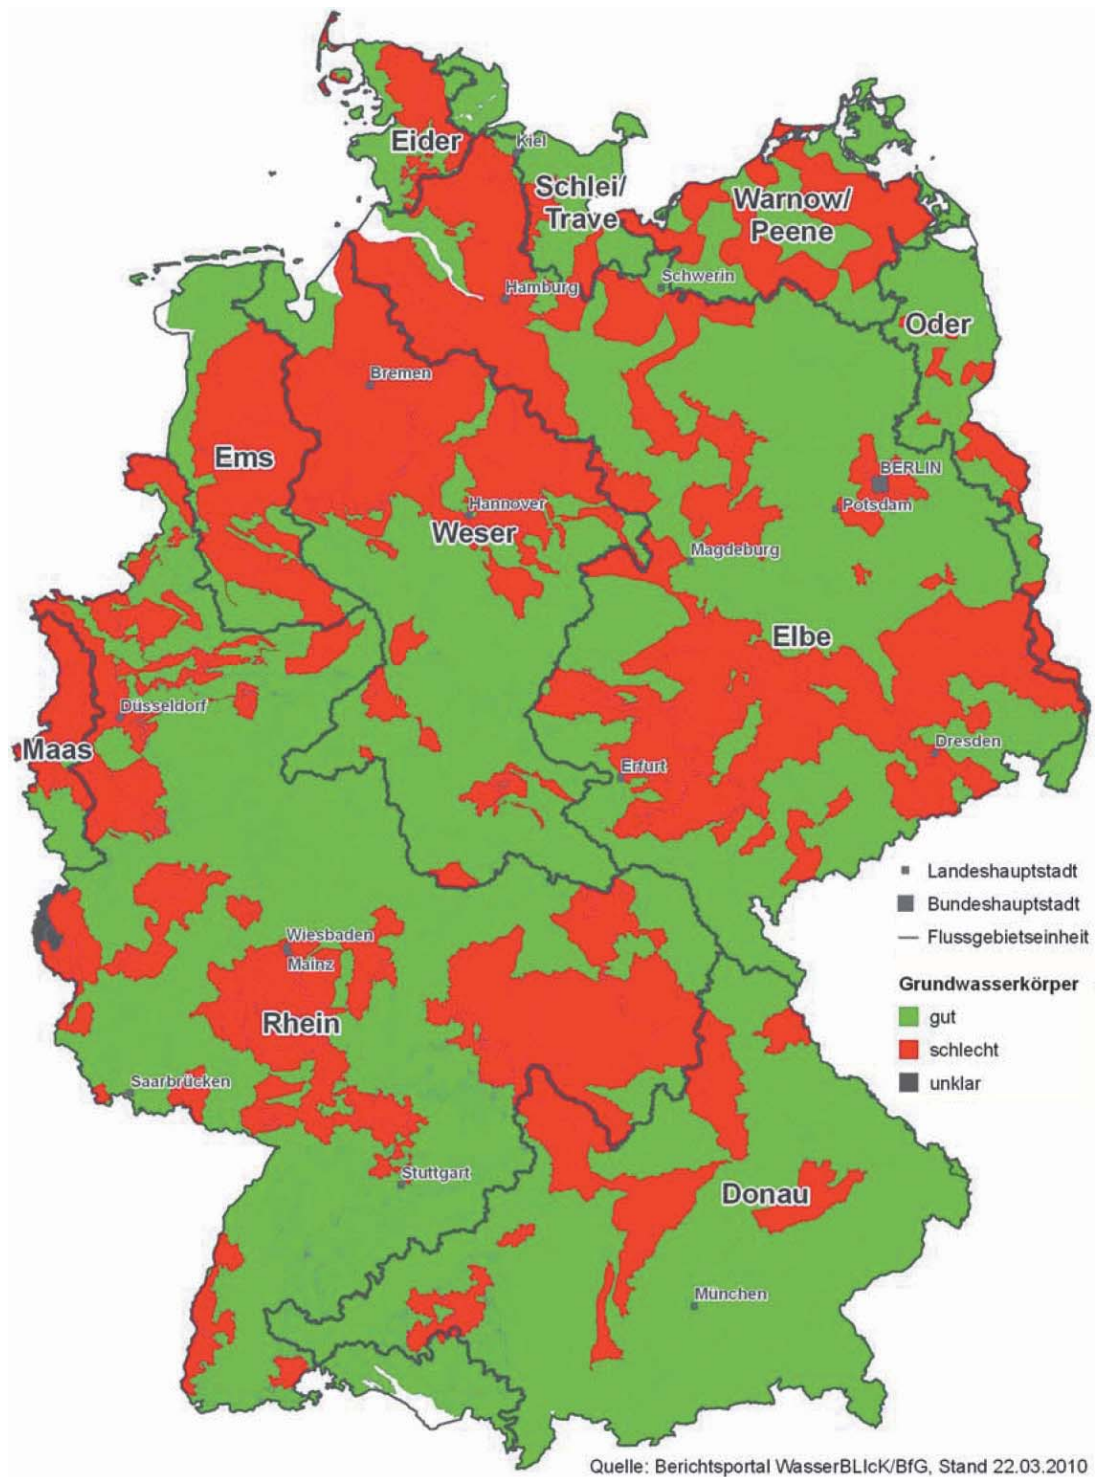 Eider
Kiel
Schlei/
Trave
Warnow/
Peene
Schwerin
Hamburg
Oder
Bremen
Ems
BERLIN
Hannover
Potsdam
Weser
Magdeburg
Elbe
Düsseldorf
Maas
Dresden
Erfurt
Landeshauptstadt
Bundeshauptstadt
Flussgebietseinheit
Wiesbaden
Mainz
Grundwasserkörper
gut
Rhein
schlecht
unklar
Saarbrücken
Stuttgart
Donau
München
Quelle: Berichtsportal WasserBLIcK/BfG, Stand 22.03.2010